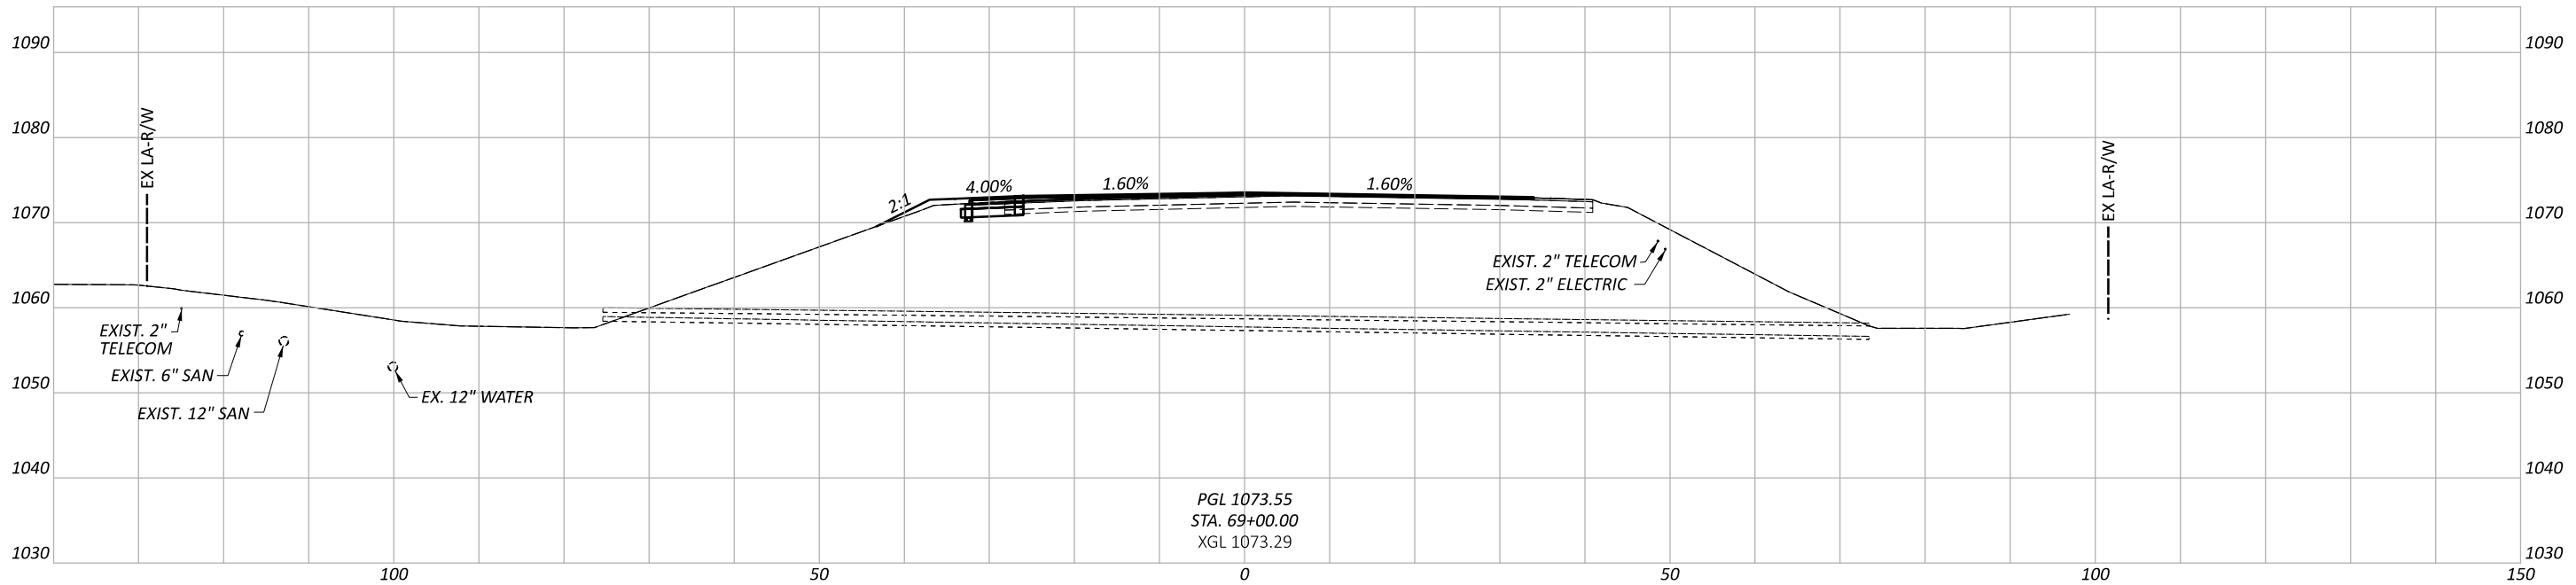 1090
1090
1080
1080
EX LA-R/W
EX LA-R/W
2:1
4.00%
1.60%
1.60%
1070
1070
EXIST. 2" TELECOM
EXIST. 2" ELECTRIC
1060
1060
EXIST. 2"
TELECOM
EXIST. 6" SAN
EXIST. 12" SAN
EX. 12" WATER
1050
1050
1040
1040
PGL 1073.55
STA. 69+00.00
XGL 1073.29
1030
1030
100
50
0
50
100
150